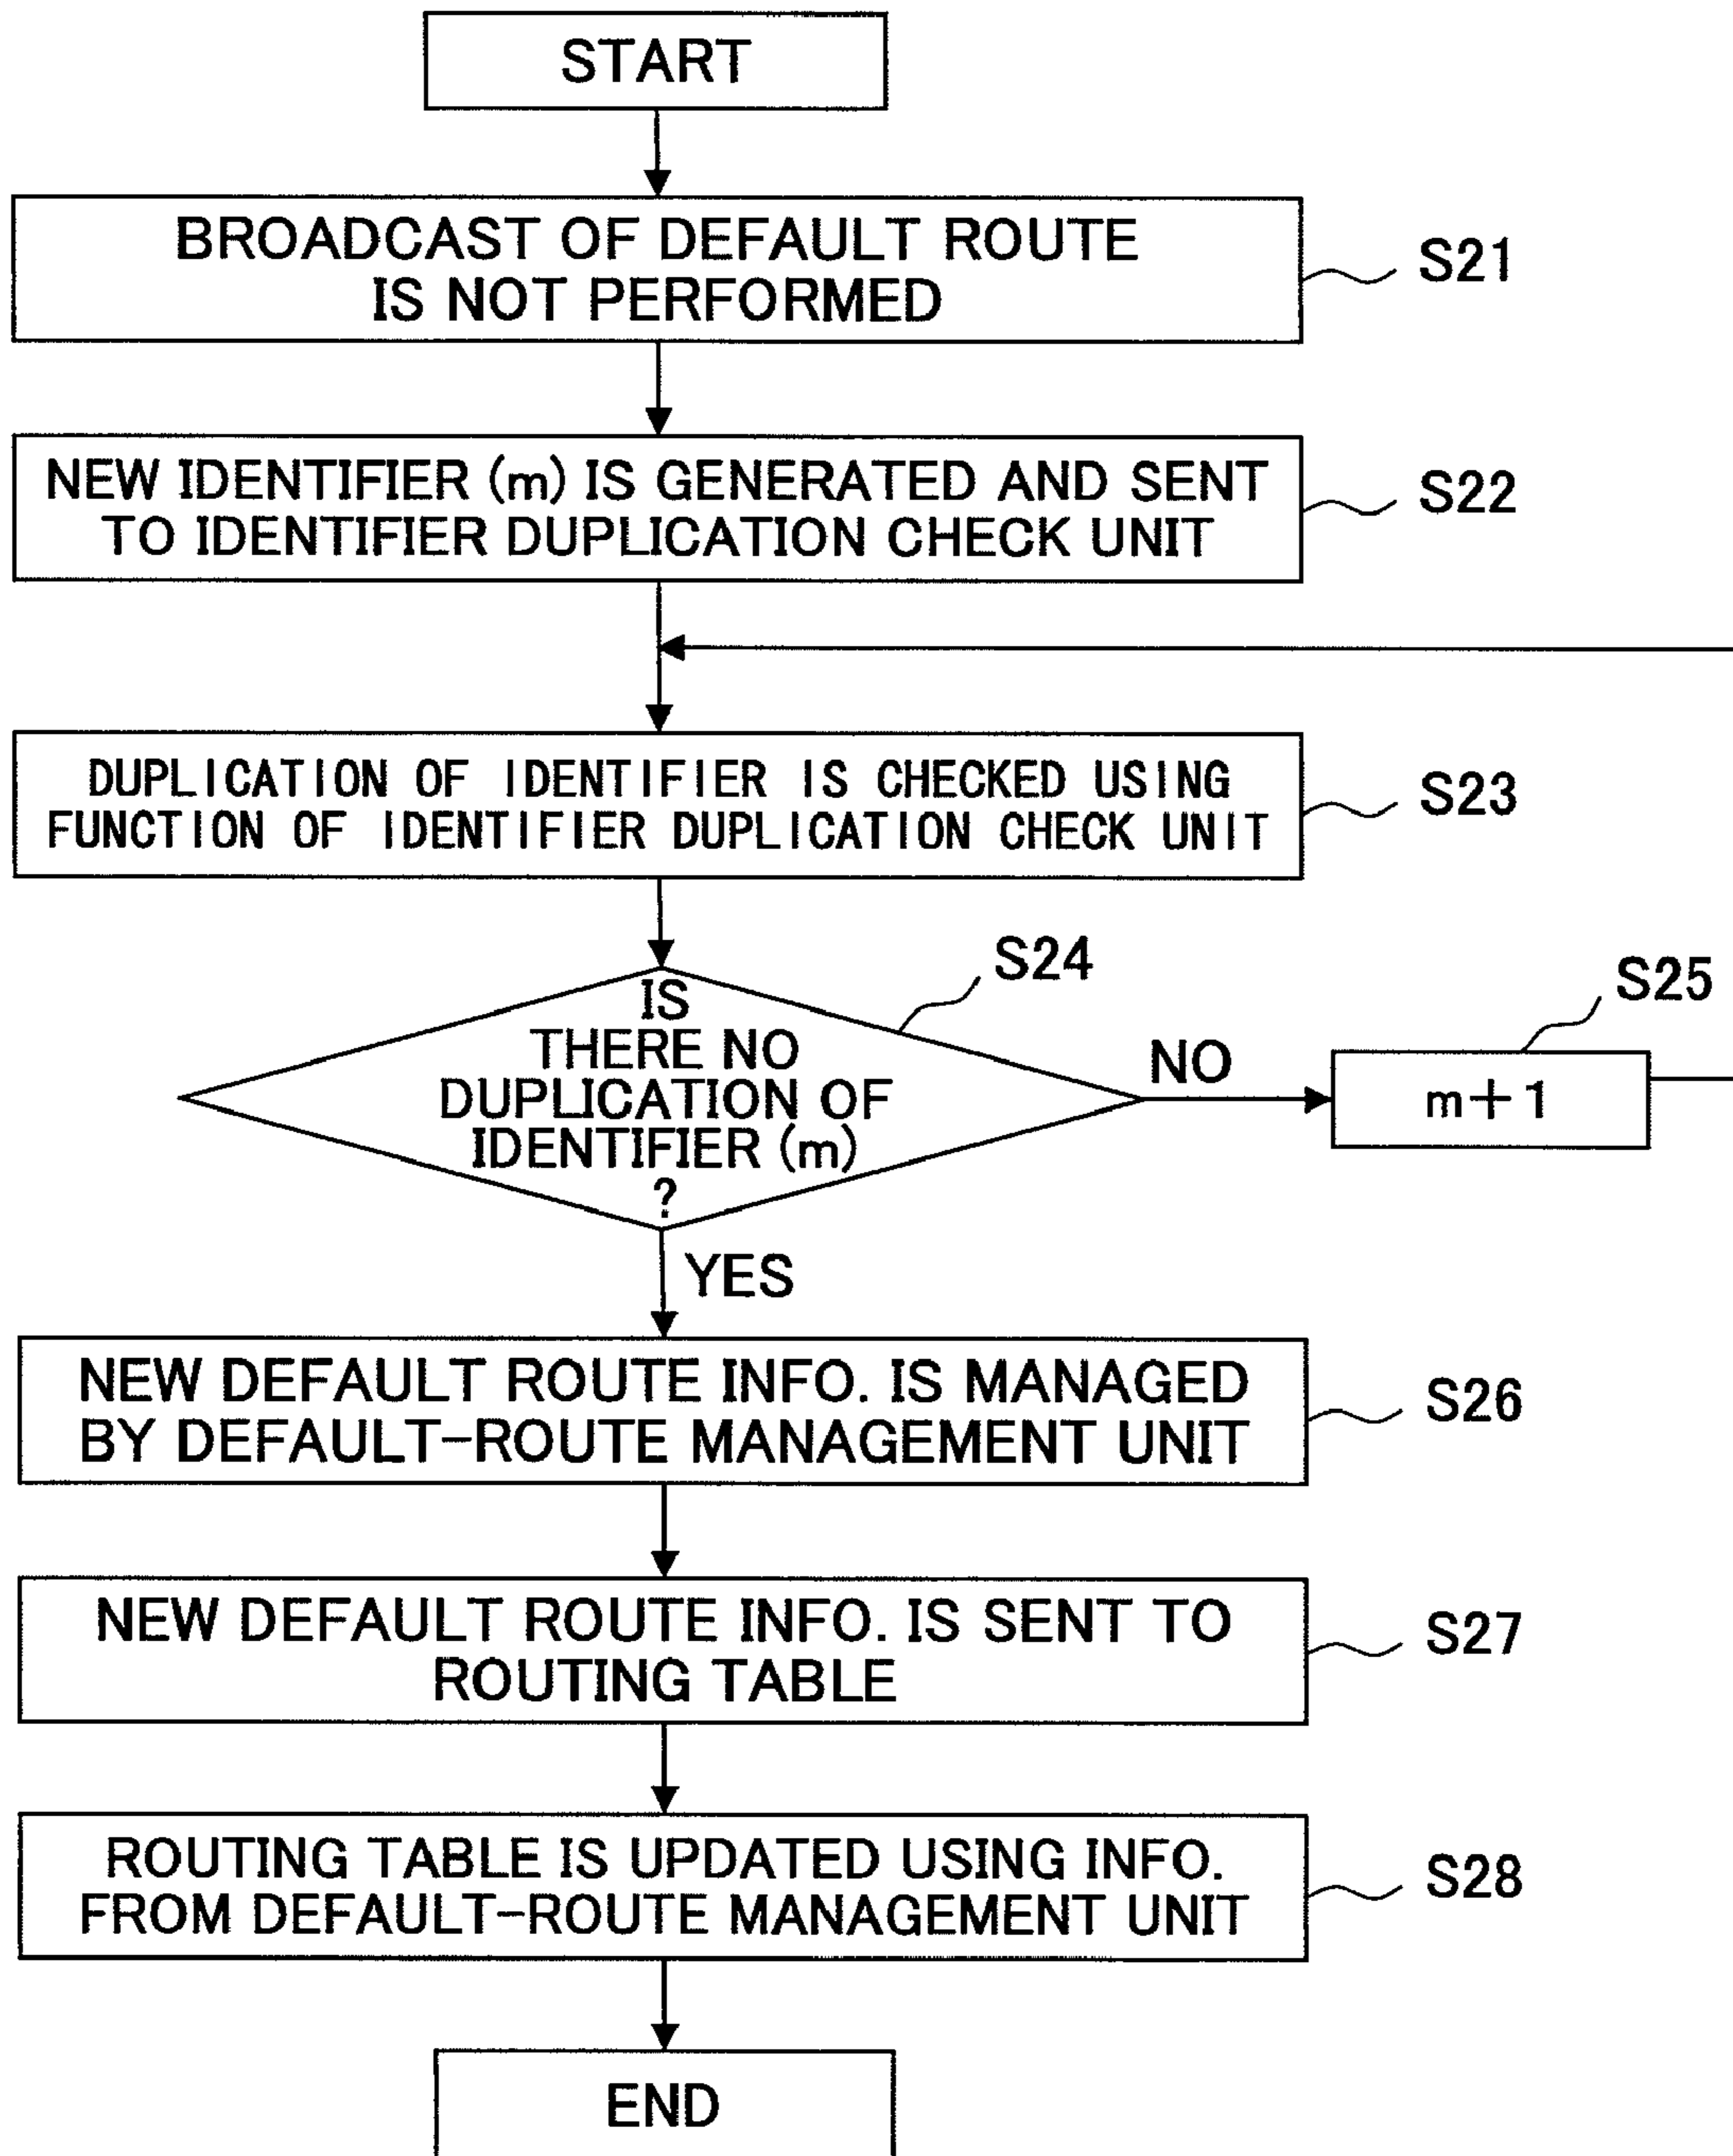 START
BROADCAST OF DEFAULT ROUTE
IS NOT PERFORMED
S21
NEW IDENTIFIER (m) IS GENERATED AND SENT
TO IDENTIFIER DUPLICATION CHECK UNIT
S22
DUPLICATION OF IDENTIFIER IS CHECKED USING
FUNCTION OF IDENTIFIER DUPLICATION CHECK UNIT
S23
IS
THERE NO
DUPLICATION OF
IDENTIFIER (m)
?
S24
NO
S25
m+1
YES
NEW DEFAULT ROUTE INFO. IS MANAGED
BY DEFAULT-ROUTE MANAGEMENT UNIT
S26
NEW DEFAULT ROUTE INFO. IS SENT TO
ROUTING TABLE
S27
ROUTING TABLE IS UPDATED USING INFO.
FROM DEFAULT-ROUTE MANAGEMENT UNIT
S28
END